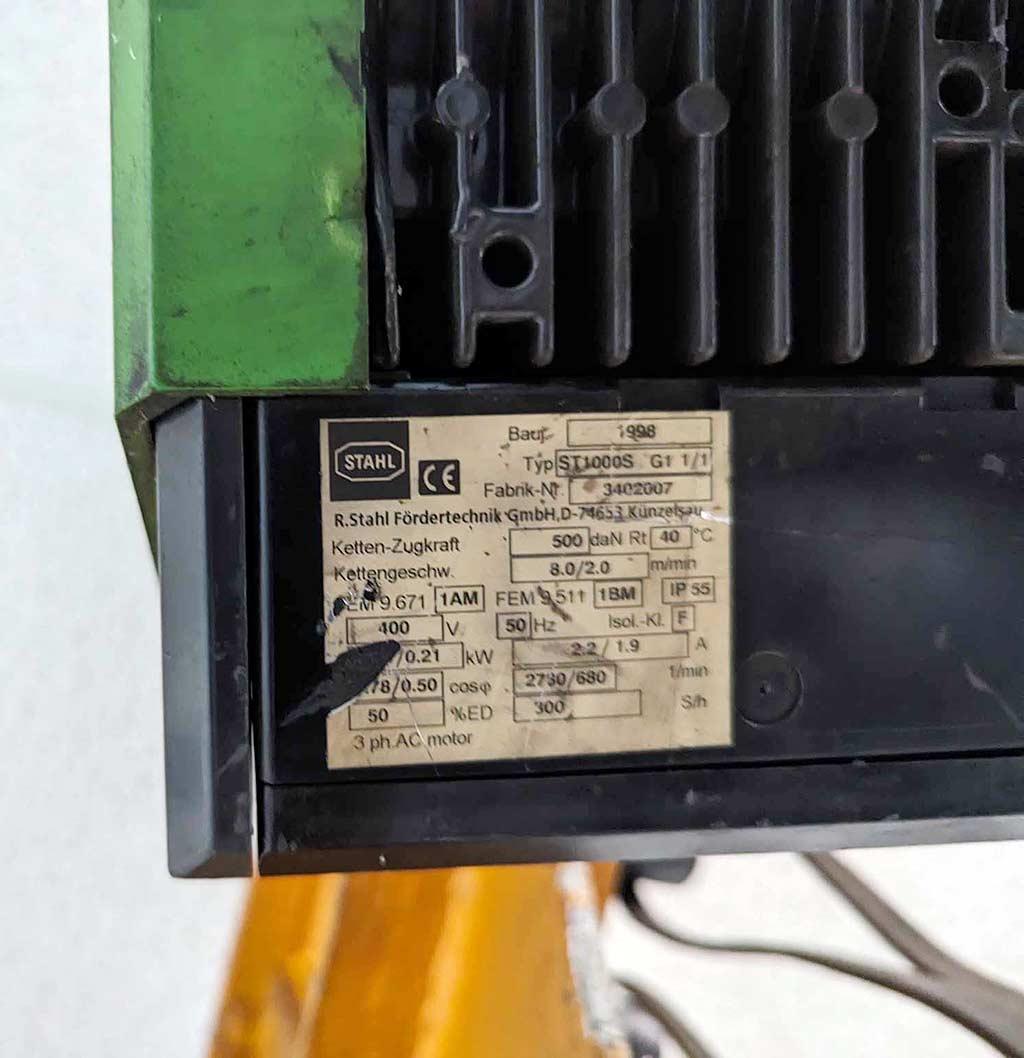 STAHL
CE
Bauj. 1998
Typ ST1000S G1 1/1
Fabrik-Nr. 3402007
R.Stahl Fördertechnik GmbH,D-74653 Künzelsau
Ketten-Zugkraft 500 daN Rt 40 °C
Kettengeschw. 8.0/2.0 m/min
FEM 9.671 1AM FEM 9.511 1BM IP 55
400 V 50 Hz Isol.-Kl. F
/0.21 kW 2.2 / 1.9 A
78/0.50 cosφ 2780/680 1/min
50 %ED 300 S/h
3 ph.AC motor